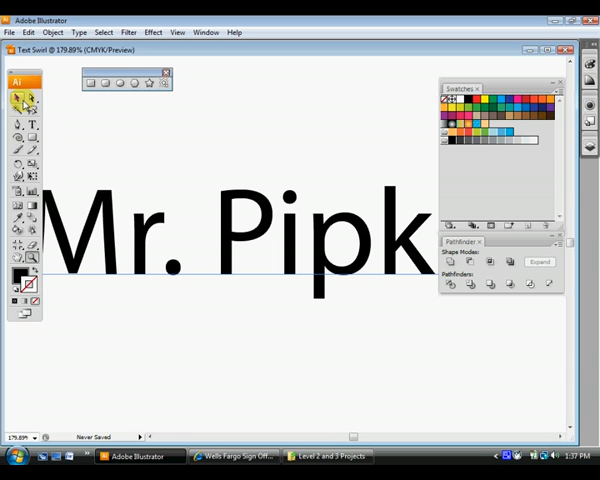 Adobe Illustrator
File Edit Object Type Select Filter Effect View Window Help
Text Swirl @ 179.89% (CMYK/Preview)
Ai
Swatches ×
Mr. Pipk
Pathfinder ×
Shape Modes:
Expand
Pathfinders:
179.89% Never Saved
Adobe Illustrator Wells Fargo Sign Off... Level 2 and 3 Projects 1:37 PM